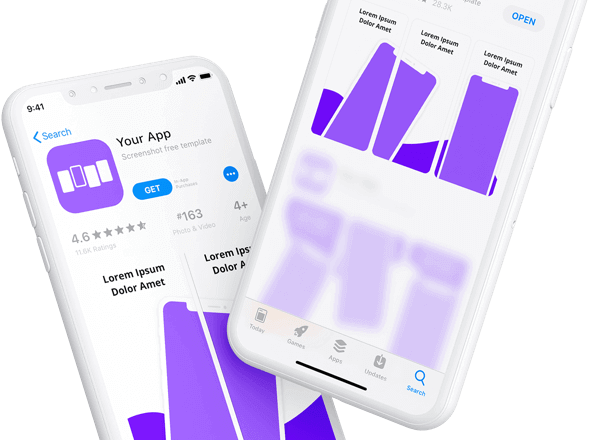 9:41
Search
Your App
Screenshot free template
GET
In-App
Purchases
4.6
11.6K Ratings
#163
Photo & Video
4+
Age
Lorem Ipsum
Dolor Amet
Lorem Ipsum
Dolor Amet
28.3K
OPEN
Lorem Ipsum
Dolor Amet
Lorem Ipsum
Dolor Amet
Lorem Ipsum
Dolor Amet
Today
Games
Apps
Updates
Search